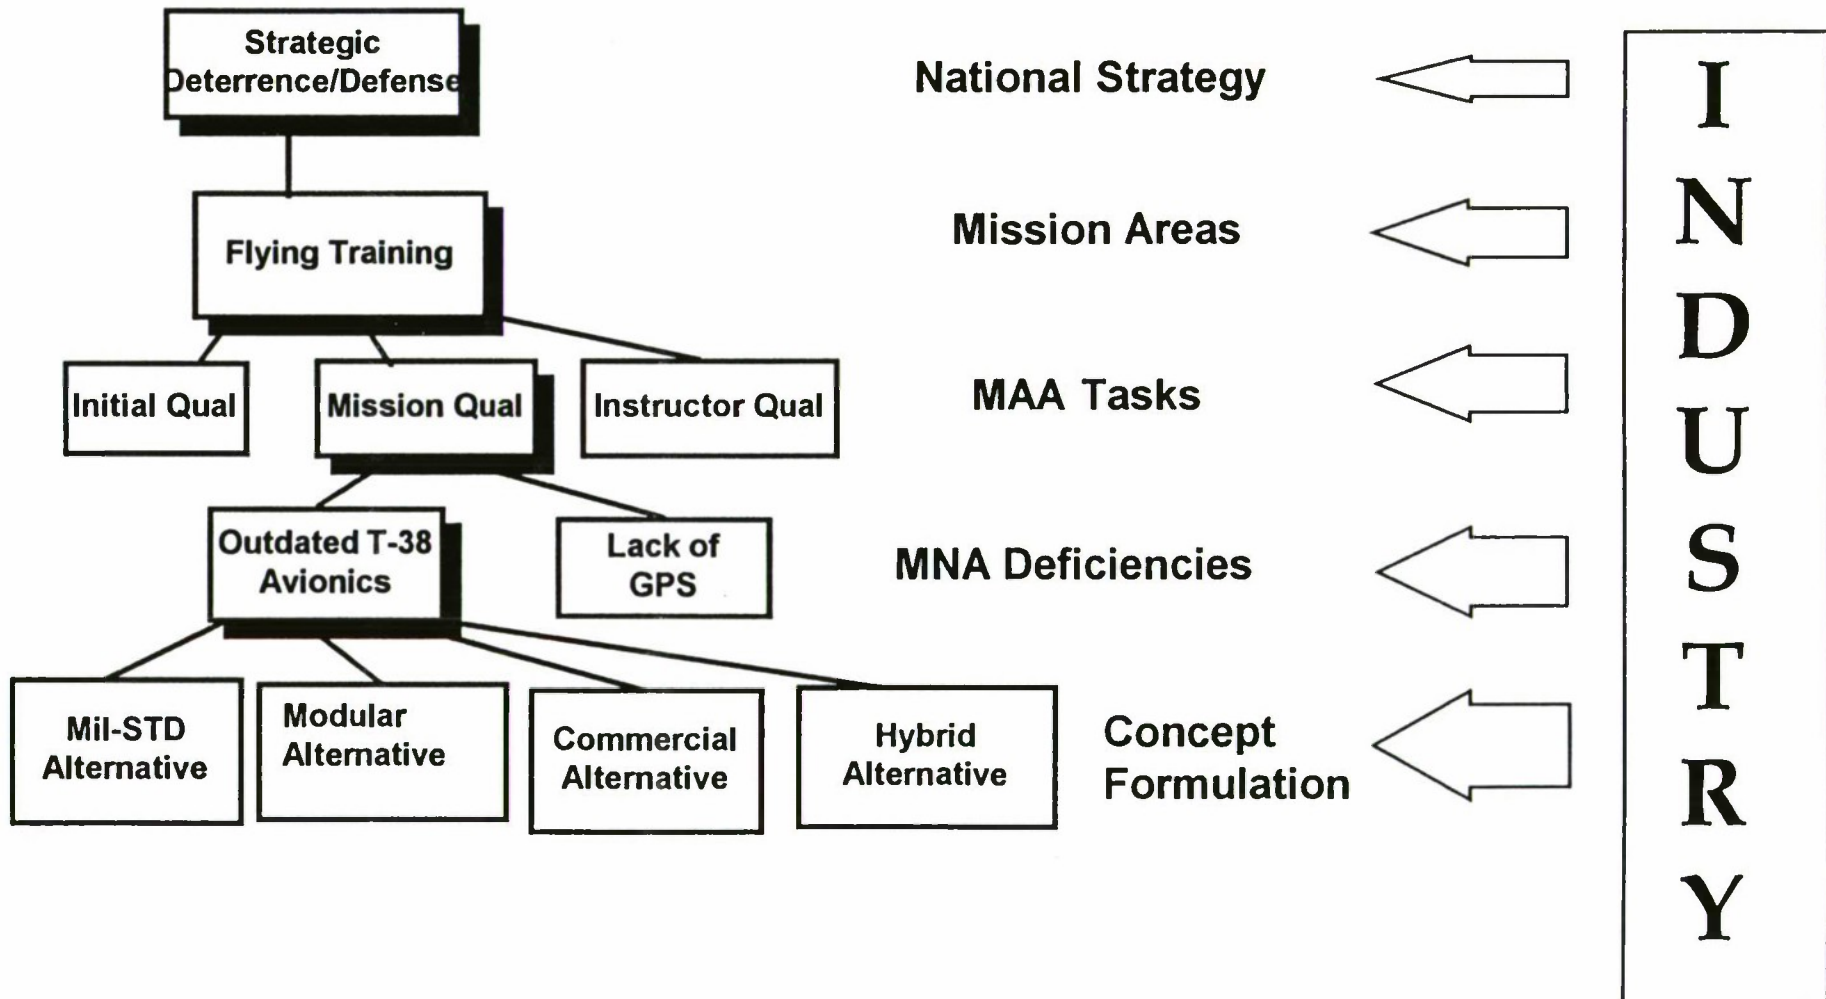 Strategic
Deterrence/Defense
National Strategy
Flying Training
Mission Areas
Initial Qual
Mission Qual
Instructor Qual
MAA Tasks
Outdated T-38
Avionics
Lack of
GPS
MNA Deficiencies
Mil-STD
Alternative
Modular
Alternative
Commercial
Alternative
Hybrid
Alternative
Concept
Formulation
INDUSTRY